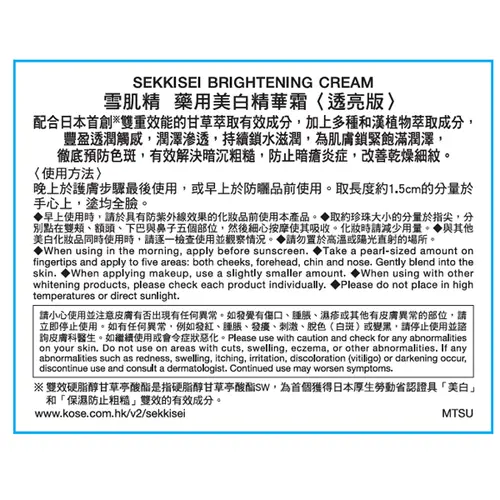 SEKKISEI BRIGHTENING CREAM
雪肌精 藥用美白精華霜〈透亮版〉
配合日本首創※雙重效能的甘草萃取有效成分，加上多種和漢植物萃取成分，
豐盈透潤觸感，潤澤滲透，持續鎖水滋潤，為肌膚鎖緊飽滿潤澤，
徹底預防色斑，有效解決暗沉粗糙，防止暗瘡炎症，改善乾燥細紋。
〈使用方法〉
晚上於護膚步驟最後使用，或早上於防曬品前使用。取長度約1.5cm的分量於
手心上，塗均全臉。
◆早上使用時，請於具有防紫外線效果的化妝品前使用本產品。◆取約珍珠大小的分量於指尖，分
別點在雙頰、額頭、下巴與鼻子五個部位，然後細心按摩使其吸收。化妝時請減少用量。◆與其他
美白化妝品同時使用時，請逐一檢查使用並觀察情況。◆請勿置於高溫或陽光直射的場所。
◆When using in the morning, apply before sunscreen. ◆Take a pearl-sized amount on
fingertips and apply to five areas: both cheeks, forehead, chin and nose. Gently blend into the
skin. ◆When applying makeup, use a slightly smaller amount. ◆When using with other
whitening products, please check each product individually. ◆Please do not place in high
temperatures or direct sunlight.
請小心使用並注意皮膚有否出現有任何異常。如發覺有傷口、腫脹、濕疹或其他有皮膚異常的部位，請
立即停止使用。如有任何異常，例如發紅、腫脹、發癢、刺激、脫色（白斑）或變黑，請停止使用並諮
詢皮膚科醫生。如繼續使用或會令症狀惡化。Please use with caution and check for any abnormalities
on your skin. Do not use on areas with cuts, swelling, eczema, or other abnormalities. If any
abnormalities such as redness, swelling, itching, irritation, discoloration (vitiligo) or darkening occur,
discontinue use and consult a dermatologist. Continued use may worsen symptoms.
※ 雙效硬脂醇甘草亭酸酯是指硬脂醇甘草亭酸酯SW，為首個獲得日本厚生勞動省認證具「美白」
和「保濕防止粗糙」雙效的有效成分。
www.kose.com.hk/v2/sekkisei MTSU